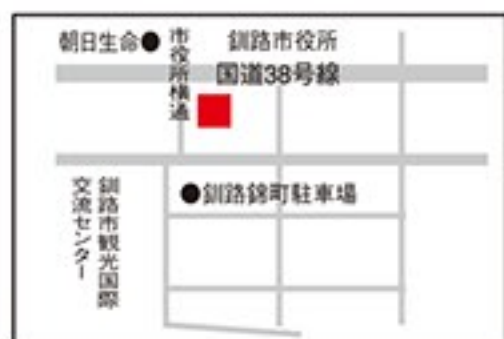 朝日生命
市役所横通
釧路市役所
国道38号線
釧路錦町駐車場
釧路市観光国際
交流センター